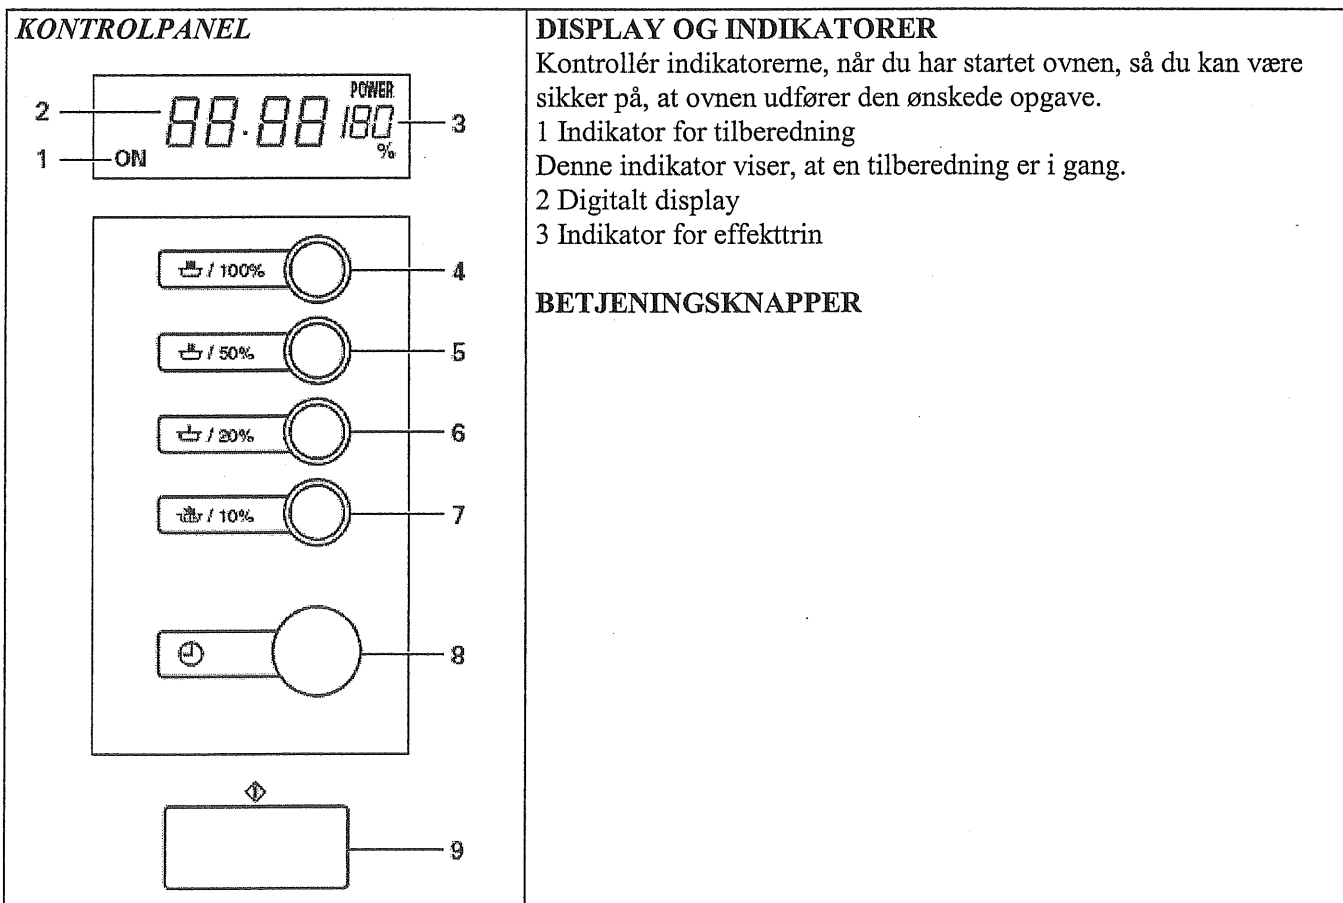 KONTROLPANEL
2
88.88
POWER
180
%
3
1
ON
/ 100%
4
/ 50%
5
/ 20%
6
/ 10%
7
8
9
DISPLAY OG INDIKATORER
Kontrollér indikatorerne, når du har startet ovnen, så du kan være
sikker på, at ovnen udfører den ønskede opgave.
1 Indikator for tilberedning
Denne indikator viser, at en tilberedning er i gang.
2 Digitalt display
3 Indikator for effekttrin
BETJENINGSKNAPPER